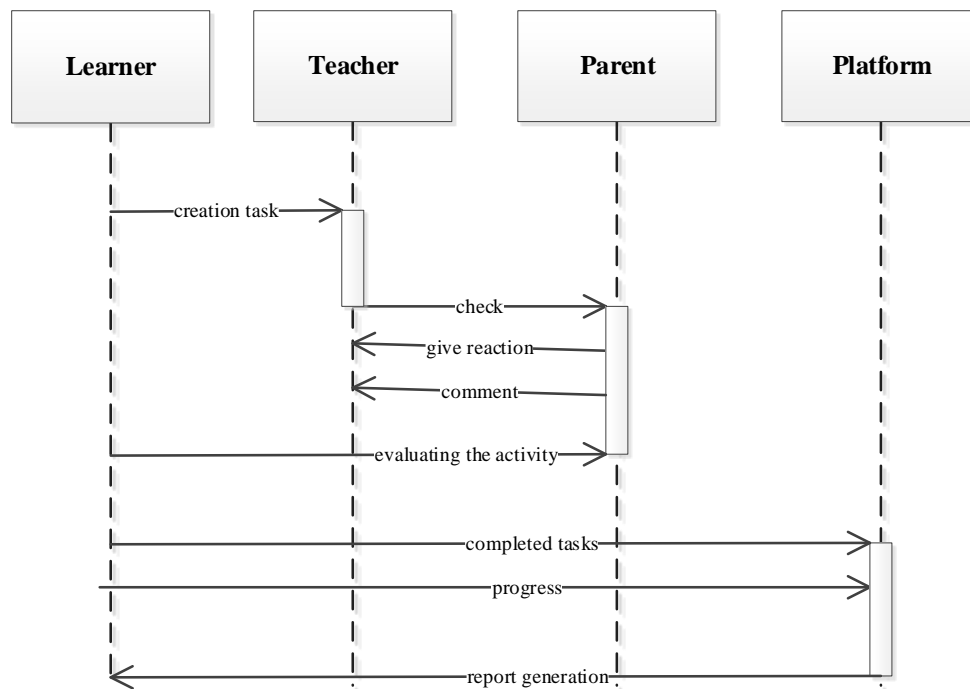 Learner
Teacher
Parent
Platform
creation task
check
give reaction
comment
evaluating the activity
completed tasks
progress
report generation